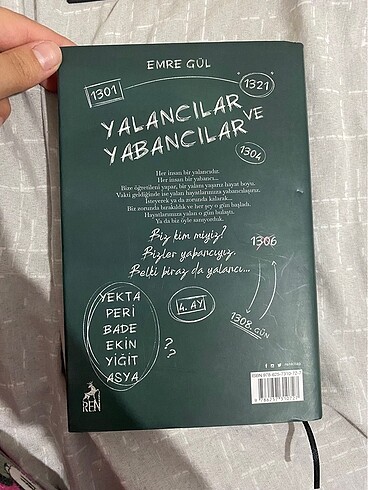 EMRE GÜL
1301
1321
YALANCILAR VE
YABANCILAR
1304
Her insan bir yalancıdır.
Her insan bir yabancı...
Bize öğretileni yapar, bir yalanı yaşarız hayat boyu.
Vakti geldiğinde ise yalan hayatlarımıza yabancılaşırız.
İsteyerek ya da zorunda kalarak...
Biz zorunda bırakıldık ve her şey o gün başladı.
Hayatlarımıza yalan o gün bulaştı.
Ya da biz öyle sanıyorduk.
Biz kim miyiz?
1306
Bizler yabancıyız.
Belki biraz da yalancı...
YEKTA
PERİ
BADE
EKİN
YİĞİT
ASYA
4. AY
?
?
1308 GÜN
REN